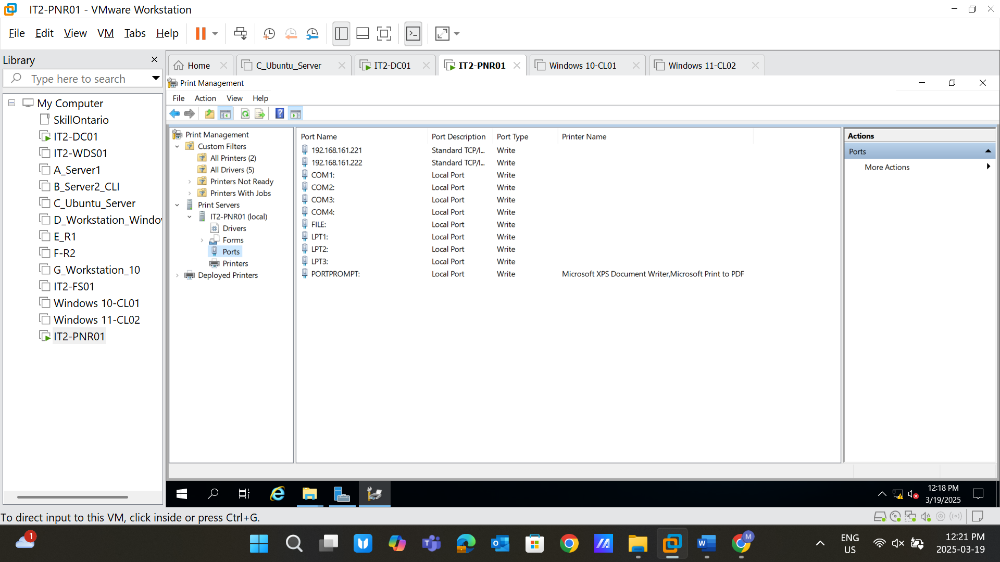 IT2-PNR01 - VMware Workstation
File Edit View VM Tabs Help
Library
Type here to search
My Computer
SkillOntario
IT2-DC01
IT2-WDS01
A_Server1
B_Server2_CLI
C_Ubuntu_Server
D_Workstation_Windo
E_R1
F-R2
G_Workstation_10
IT2-FS01
Windows 10-CL01
Windows 11-CL02
IT2-PNR01
Home C_Ubuntu_Server IT2-DC01 IT2-PNR01 Windows 10-CL01 Windows 11-CL02
Print Management
File Action View Help
Print Management
Custom Filters
All Printers (2)
All Drivers (5)
Printers Not Ready
Printers With Jobs
Print Servers
IT2-PNR01 (local)
Drivers
Forms
Ports
Printers
Deployed Printers
Port Name Port Description Port Type Printer Name
192.168.161.221 Standard TCP/I... Write
192.168.161.222 Standard TCP/I... Write
COM1: Local Port Write
COM2: Local Port Write
COM3: Local Port Write
COM4: Local Port Write
FILE: Local Port Write
LPT1: Local Port Write
LPT2: Local Port Write
LPT3: Local Port Write
PORTPROMPT: Local Port Write Microsoft XPS Document Writer,Microsoft Print to PDF
Actions
Ports
More Actions
12:18 PM
3/19/2025
To direct input to this VM, click inside or press Ctrl+G.
1
M
ENG
US
12:21 PM
2025-03-19